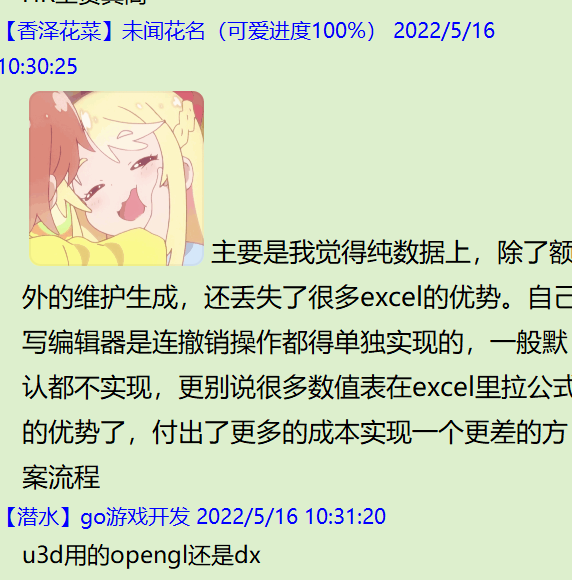 【香泽花菜】未闻花名（可爱进度100%） 2022/5/16
10:30:25
主要是我觉得纯数据上，除了额
外的维护生成，还丢失了很多excel的优势。自己
写编辑器是连撤销操作都得单独实现的，一般默
认都不实现，更别说很多数值表在excel里拉公式
的优势了，付出了更多的成本实现一个更差的方
案流程
【潜水】go游戏开发 2022/5/16 10:31:20
u3d用的opengl还是dx